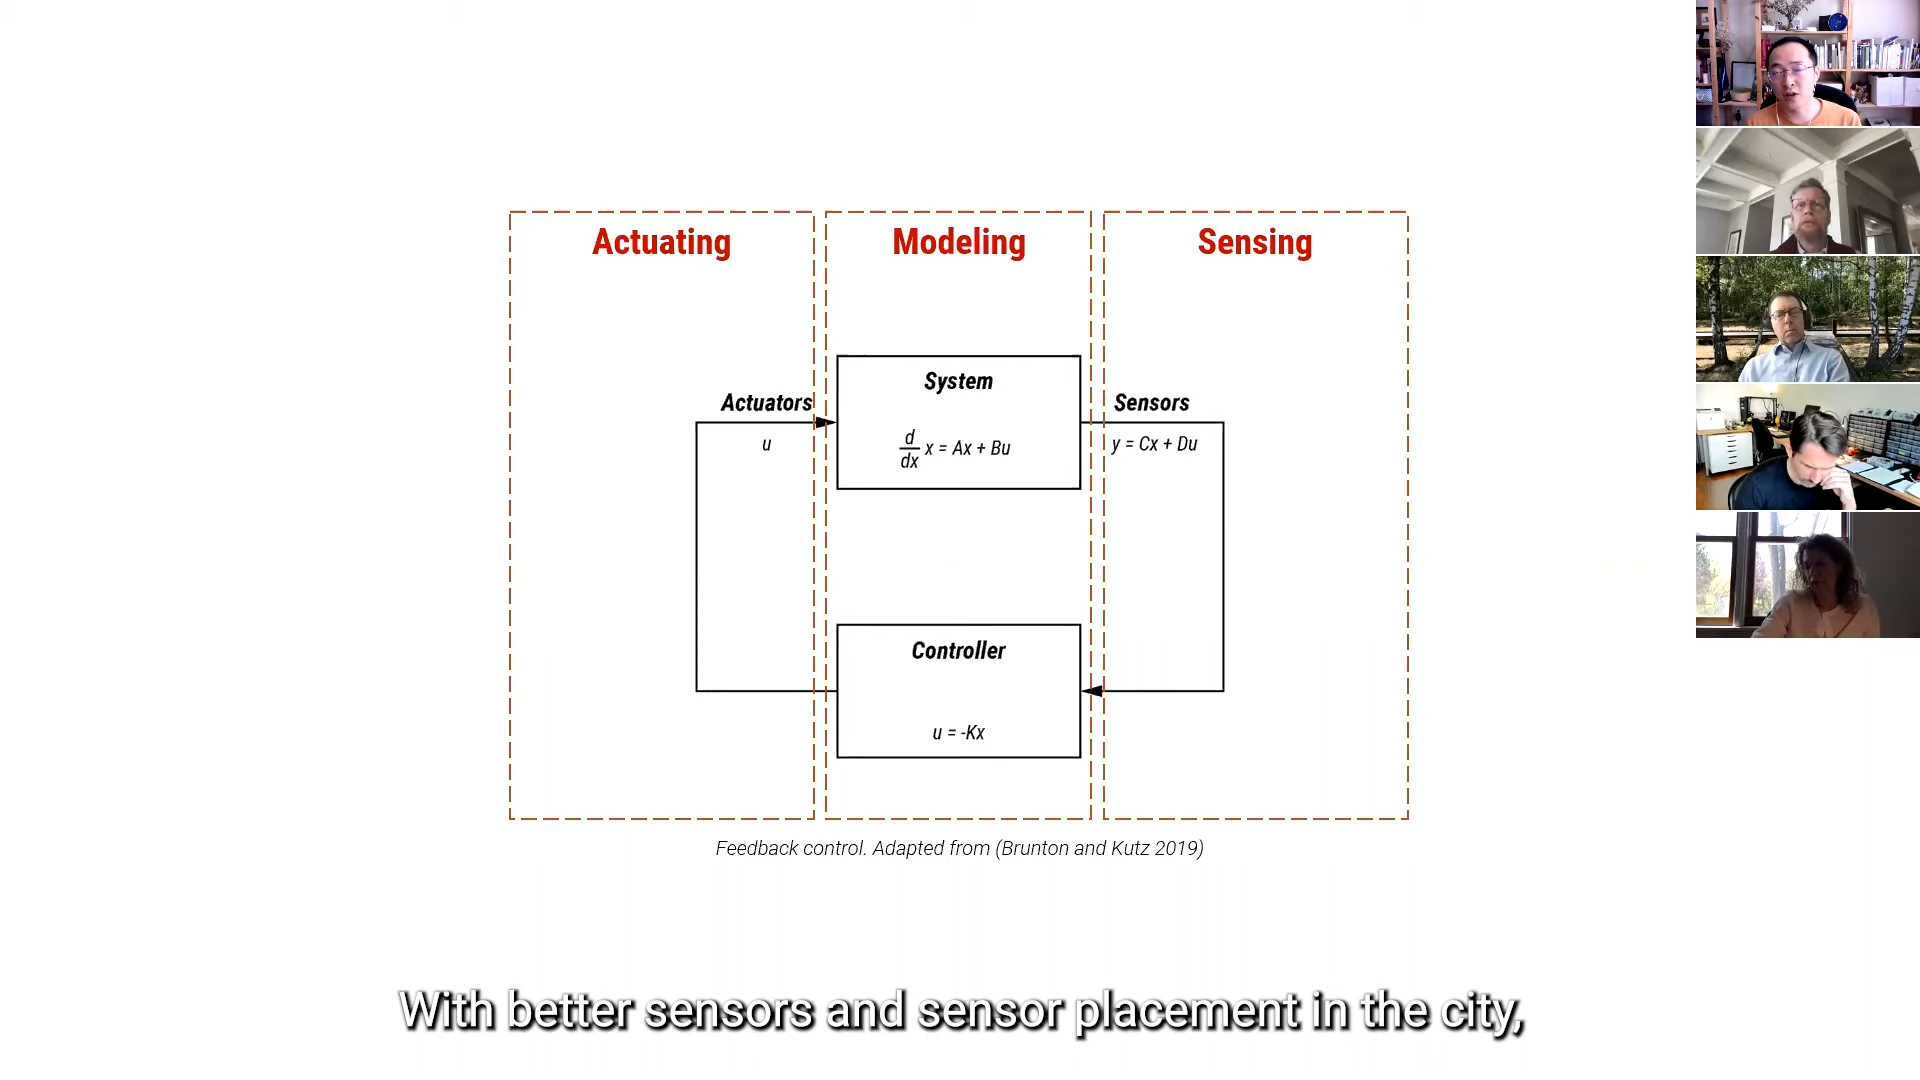 Actuating
Modeling
Sensing
System
Actuators
Sensors
u
d
dx
x = Ax + Bu
y = Cx + Du
Controller
u = -Kx
Feedback control. Adapted from (Brunton and Kutz 2019)
With better sensors and sensor placement in the city,